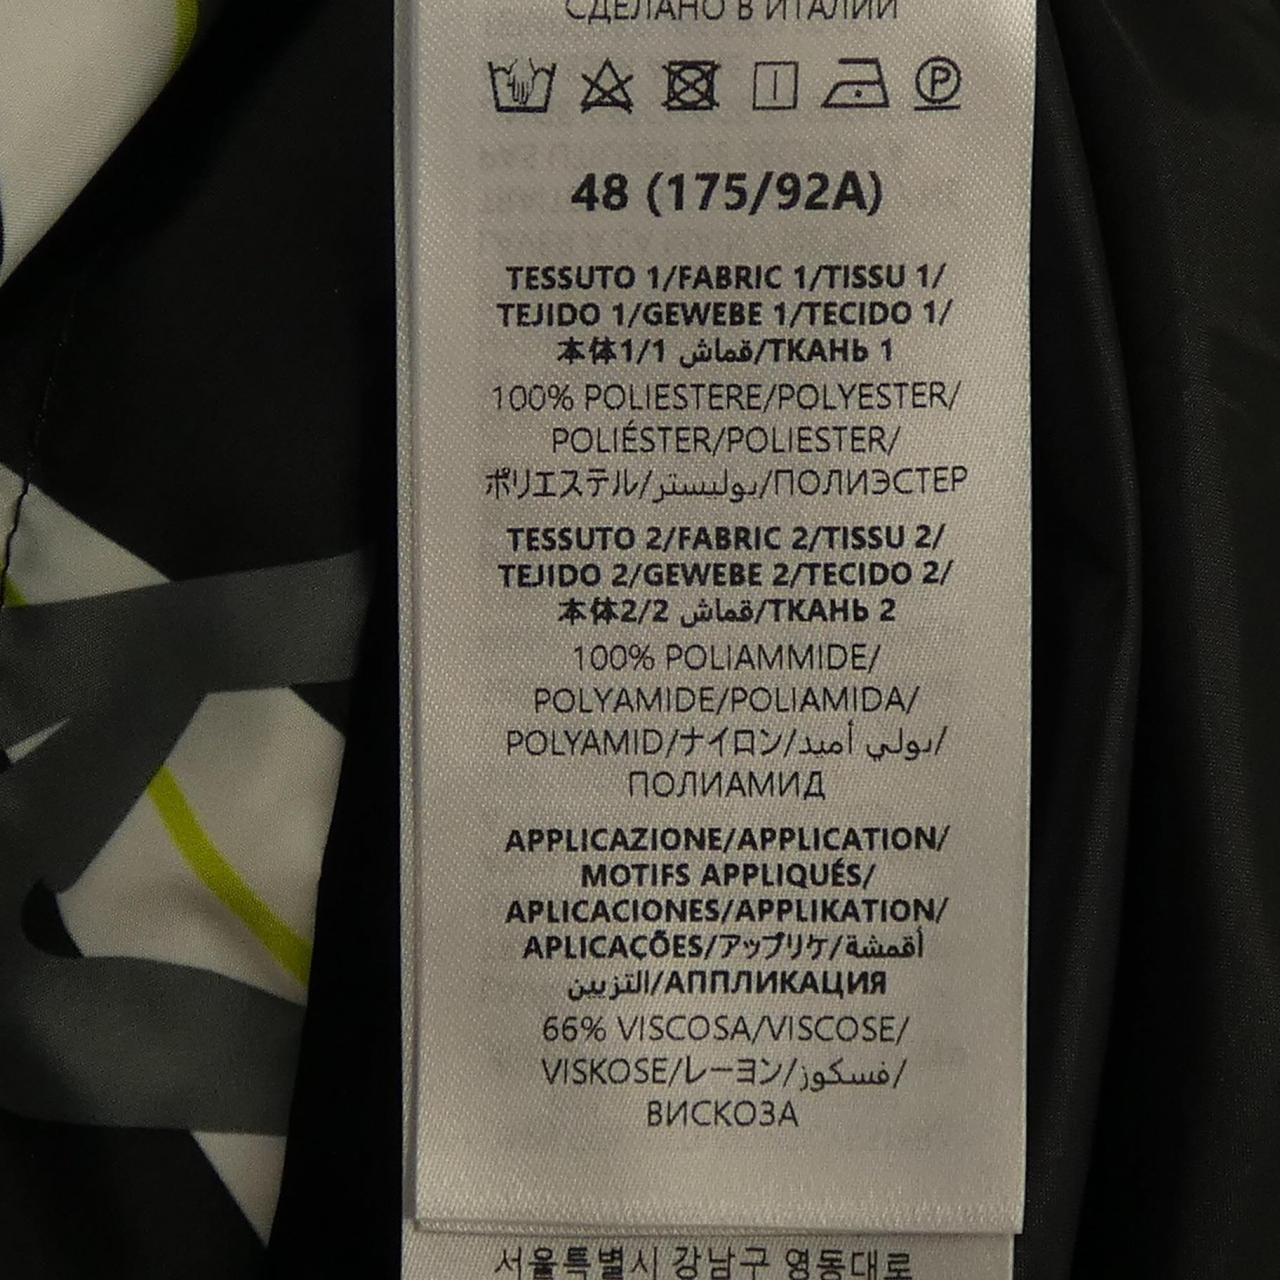 СДЕЛАНО В ИТАЛИИ
48 (175/92A)
TESSUTO 1/FABRIC 1/TISSU 1/
TEJIDO 1/GEWEBE 1/TECIDO 1/
本体1/1 قماش/ТКАНЬ 1
100% POLIESTERE/POLYESTER/
POLIÉSTER/POLIESTER/
ポリエステル/بوليستر/ПОЛИЭСТЕР
TESSUTO 2/FABRIC 2/TISSU 2/
TEJIDO 2/GEWEBE 2/TECIDO 2/
本体2/2 قماش/ТКАНЬ 2
100% POLIAMMIDE/
POLYAMIDE/POLIAMIDA/
POLYAMID/ナイロン/بولي أميد/
ПОЛИАМИД
APPLICAZIONE/APPLICATION/
MOTIFS APPLIQUÉS/
APLICACIONES/APPLIKATION/
APLICAÇÕES/アップリケ/أقمشة
التزيين/АППЛИКАЦИЯ
66% VISCOSA/VISCOSE/
VISKOSE/レーヨン/فسكوز/
ВИСКОЗА
서울특별시 강남구 영동대로